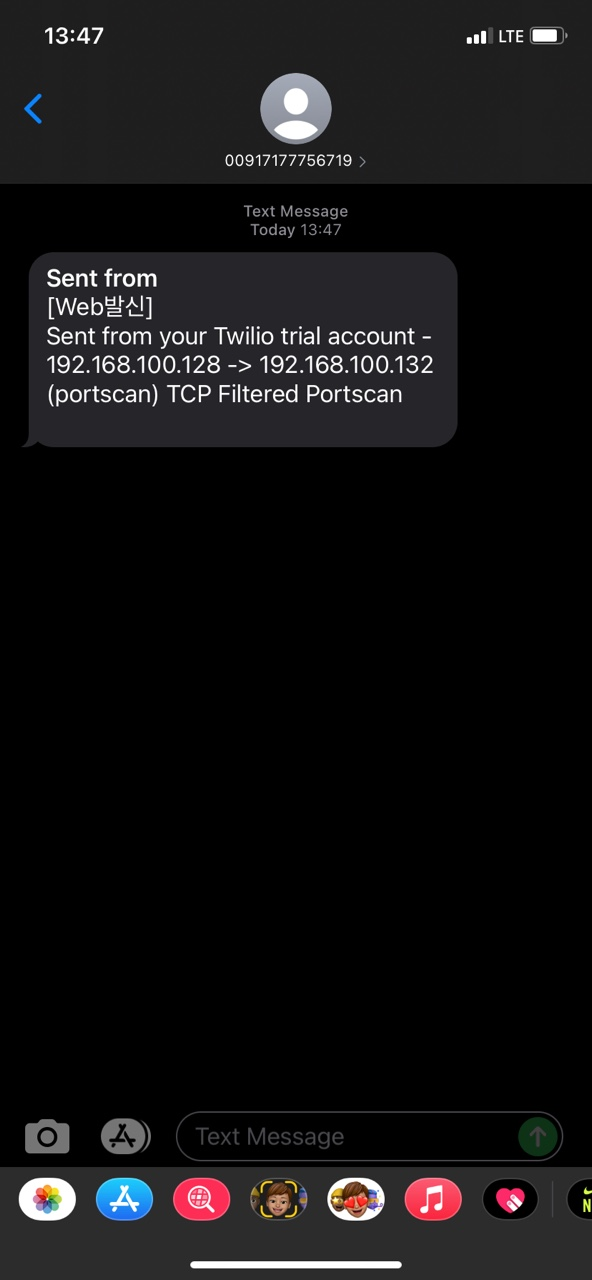 13:47
LTE
00917177756719
Text Message
Today 13:47
Sent from
[Web발신]
Sent from your Twilio trial account -
192.168.100.128 -> 192.168.100.132
(portscan) TCP Filtered Portscan
Text Message
N